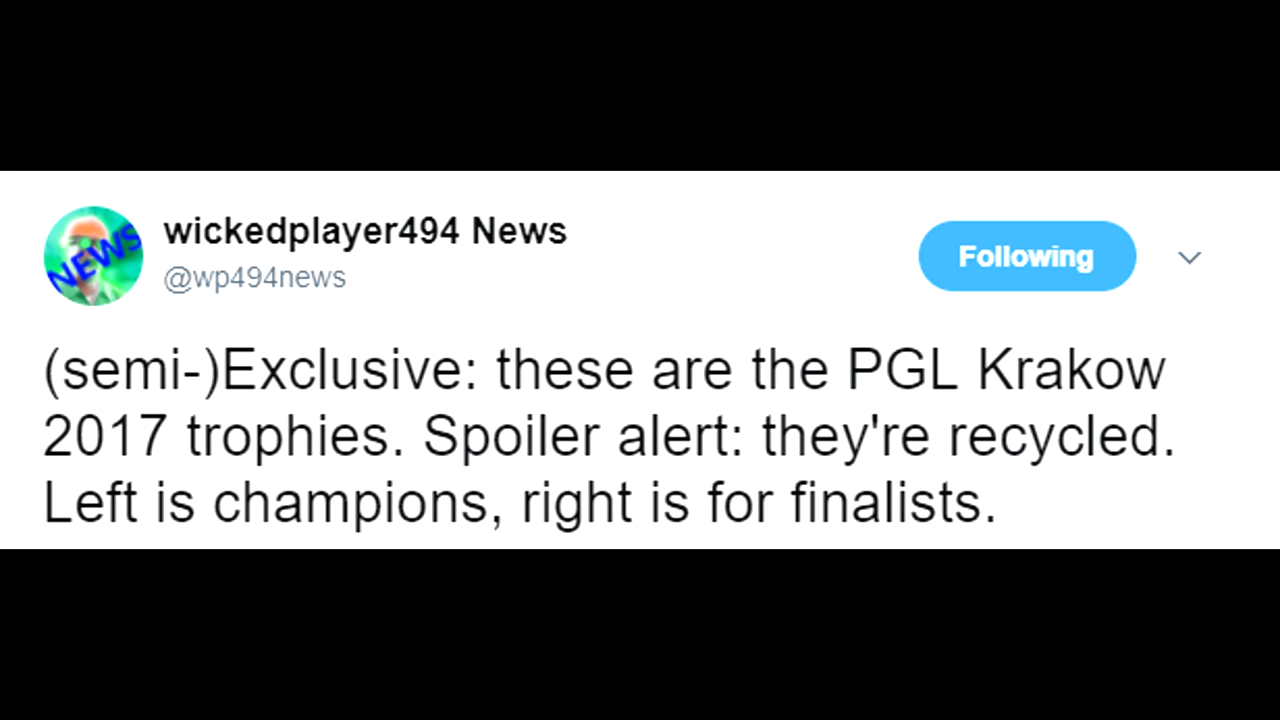 NEWS
wickedplayer494 News
@wp494news
Following
(semi-)Exclusive: these are the PGL Krakow
2017 trophies. Spoiler alert: they're recycled.
Left is champions, right is for finalists.